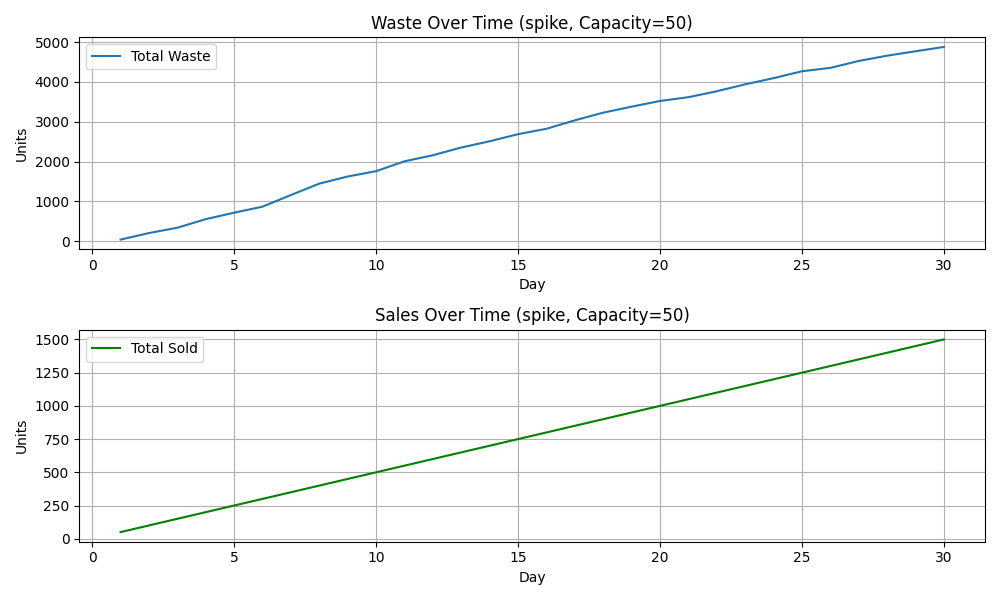 Waste Over Time (spike, Capacity=50)
Total Waste
Units
5000
4000
3000
2000
1000
0
0 5 10 15 20 25 30
Day
Sales Over Time (spike, Capacity=50)
Total Sold
Units
1500
1250
1000
750
500
250
0
0 5 10 15 20 25 30
Day